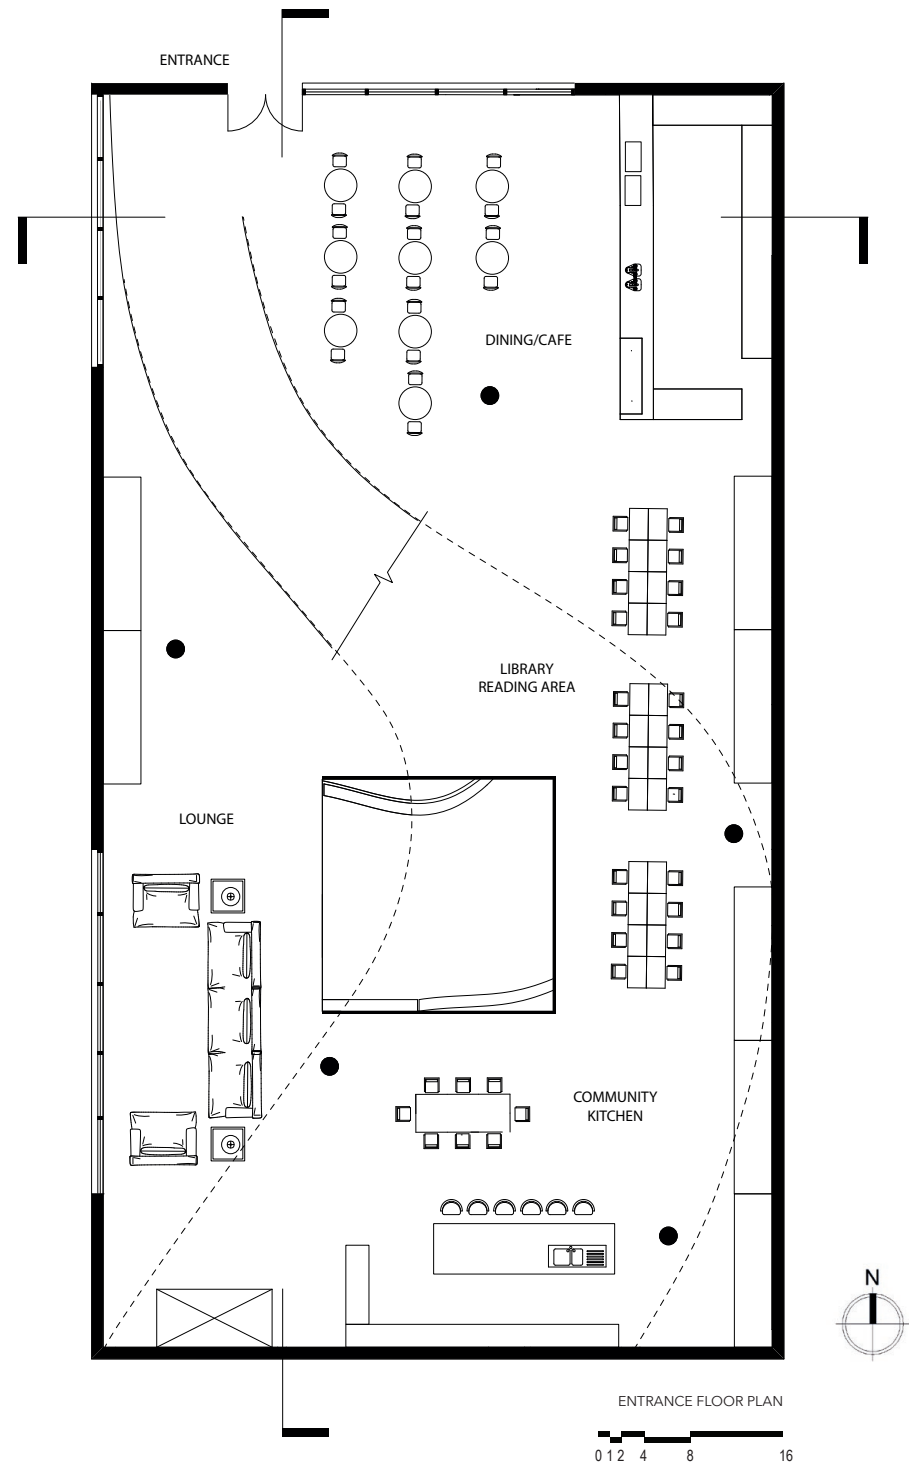 ENTRANCE
DINING/CAFE
LIBRARY
READING AREA
LOUNGE
COMMUNITY
KITCHEN
N
ENTRANCE FLOOR PLAN
0 1 2 4 8 16